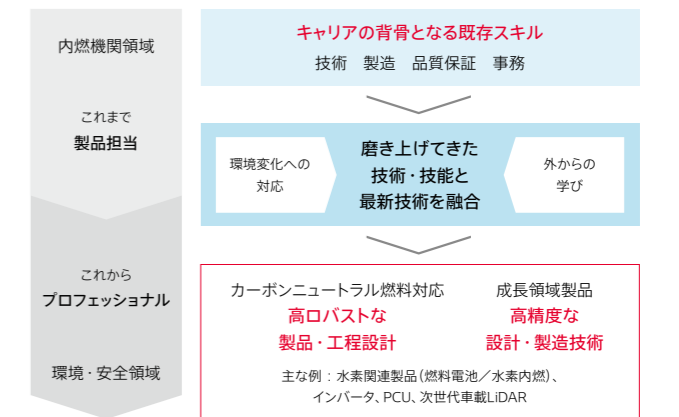 内燃機関領域
これまで
製品担当
これから
プロフェッショナル
環境・安全領域
キャリアの背骨となる既存スキル
技術 製造 品質保証 事務
環境変化への
対応
磨き上げてきた
技術・技能と
最新技術を融合
外からの
学び
カーボンニュートラル燃料対応
高ロバストな
製品・工程設計
成長領域製品
高精度な
設計・製造技術
主な例：水素関連製品（燃料電池／水素内燃）、
インバータ、PCU、次世代車載LiDAR